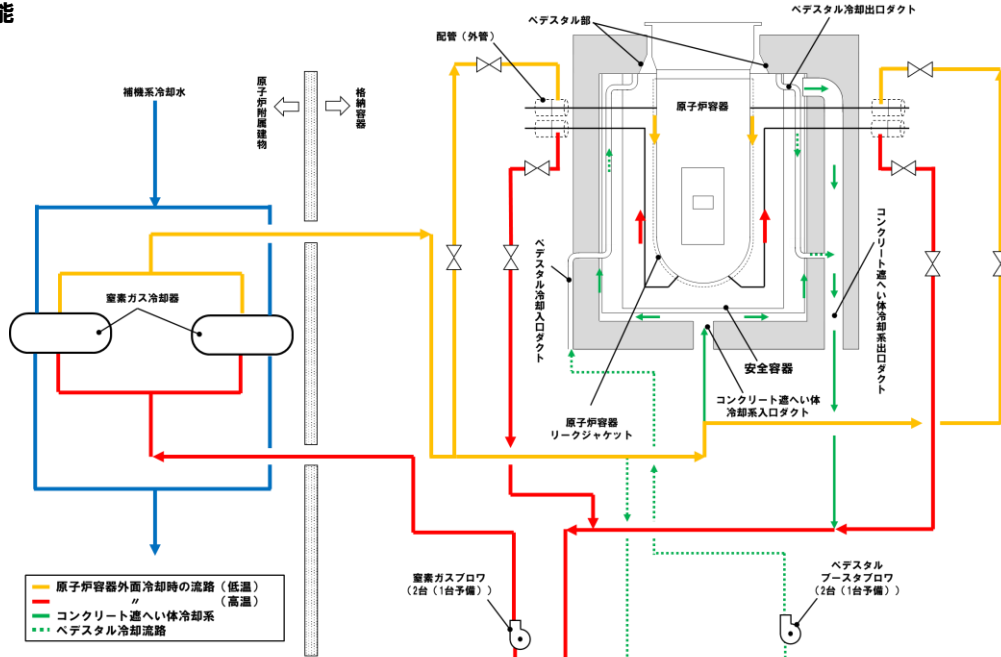 能
ペデスタル部
ペデスタル冷却出口ダクト
配管（外管）
補機系冷却水
原子炉附属建物
格納容器
原子炉容器
窒素ガス冷却器
ペデスタル冷却入口ダクト
コンクリート遮へい体冷却系出口ダクト
安全容器
コンクリート遮へい体
冷却系入口ダクト
原子炉容器
リークジャケット
原子炉容器外面冷却時の流路（低温）
〃　（高温）
コンクリート遮へい体冷却系
ペデスタル冷却流路
窒素ガスブロワ
（2台（1台予備））
ペデスタル
ブースタブロワ
（2台（1台予備））